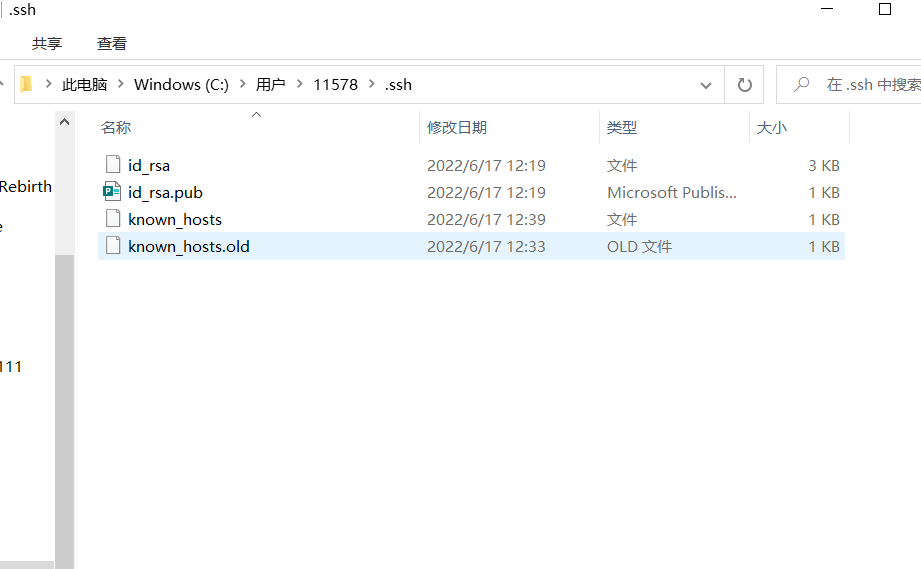 .ssh
共享 查看
此电脑 Windows (C:) 用户 11578 .ssh 在 .ssh 中搜索
名称 修改日期 类型 大小
id_rsa 2022/6/17 12:19 文件 3 KB
Rebirth
id_rsa.pub 2022/6/17 12:19 Microsoft Publis... 1 KB
known_hosts 2022/6/17 12:39 文件 1 KB
known_hosts.old 2022/6/17 12:33 OLD 文件 1 KB
111